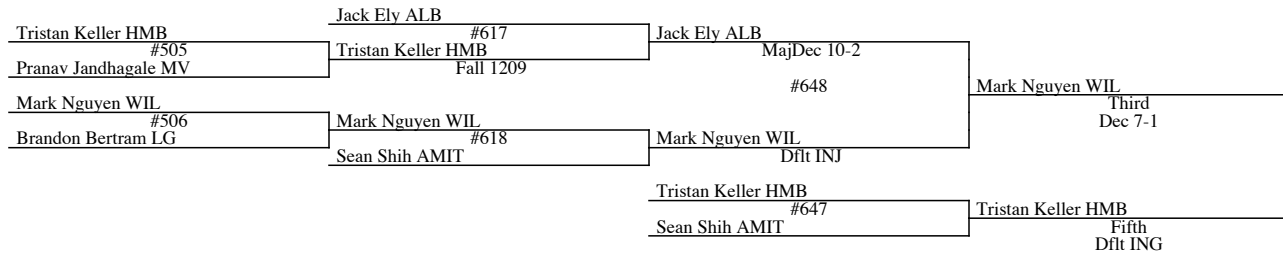 Jack Ely ALB
Tristan Keller HMB
#617
Jack Ely ALB
#505
Tristan Keller HMB
MajDec 10-2
Pranav Jandhagale MV
Fall 1209
#648
Mark Nguyen WIL
Mark Nguyen WIL
Third
#506
Mark Nguyen WIL
Dec 7-1
Brandon Bertram LG
#618
Mark Nguyen WIL
Sean Shih AMIT
Dflt INJ
Tristan Keller HMB
#647
Tristan Keller HMB
Sean Shih AMIT
Fifth
Dflt ING